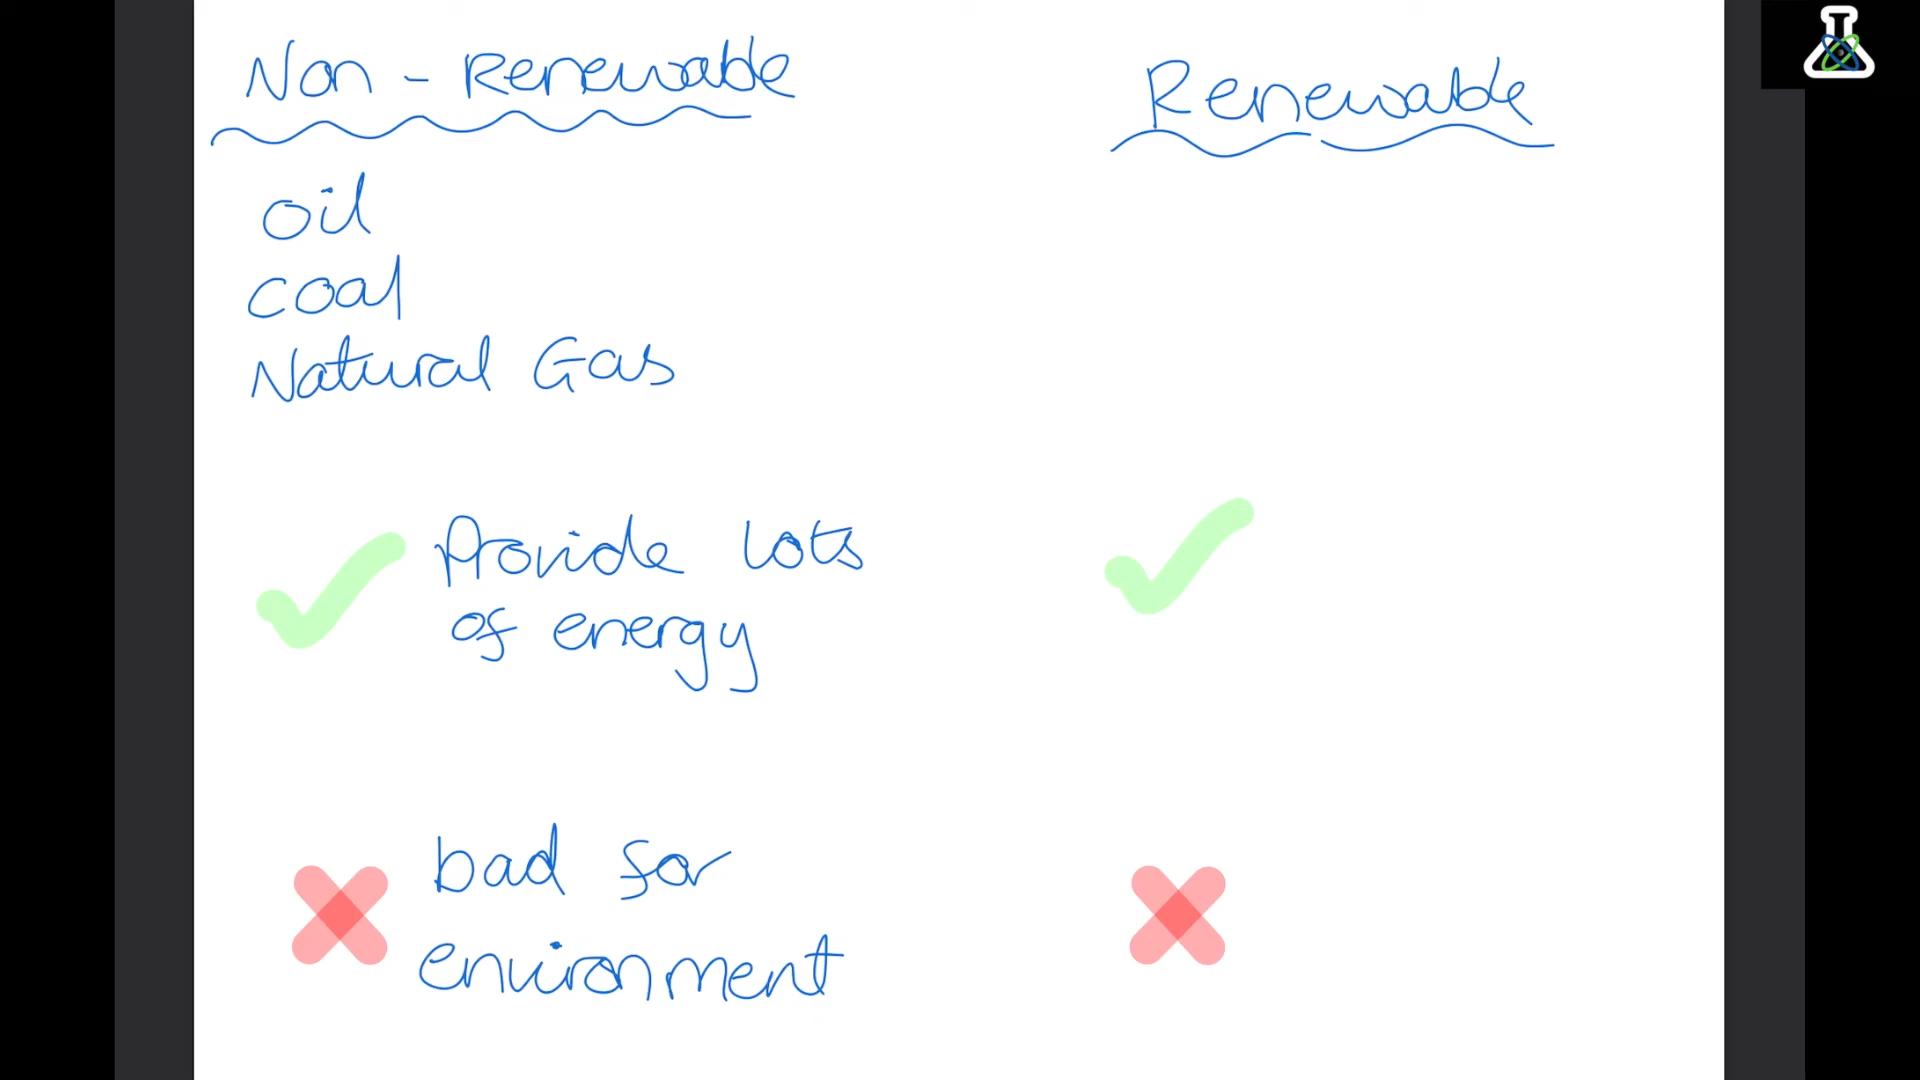 Non - Renewable
Renewable
oil
coal
Natural Gas
Provide lots
of energy
bad for
environment